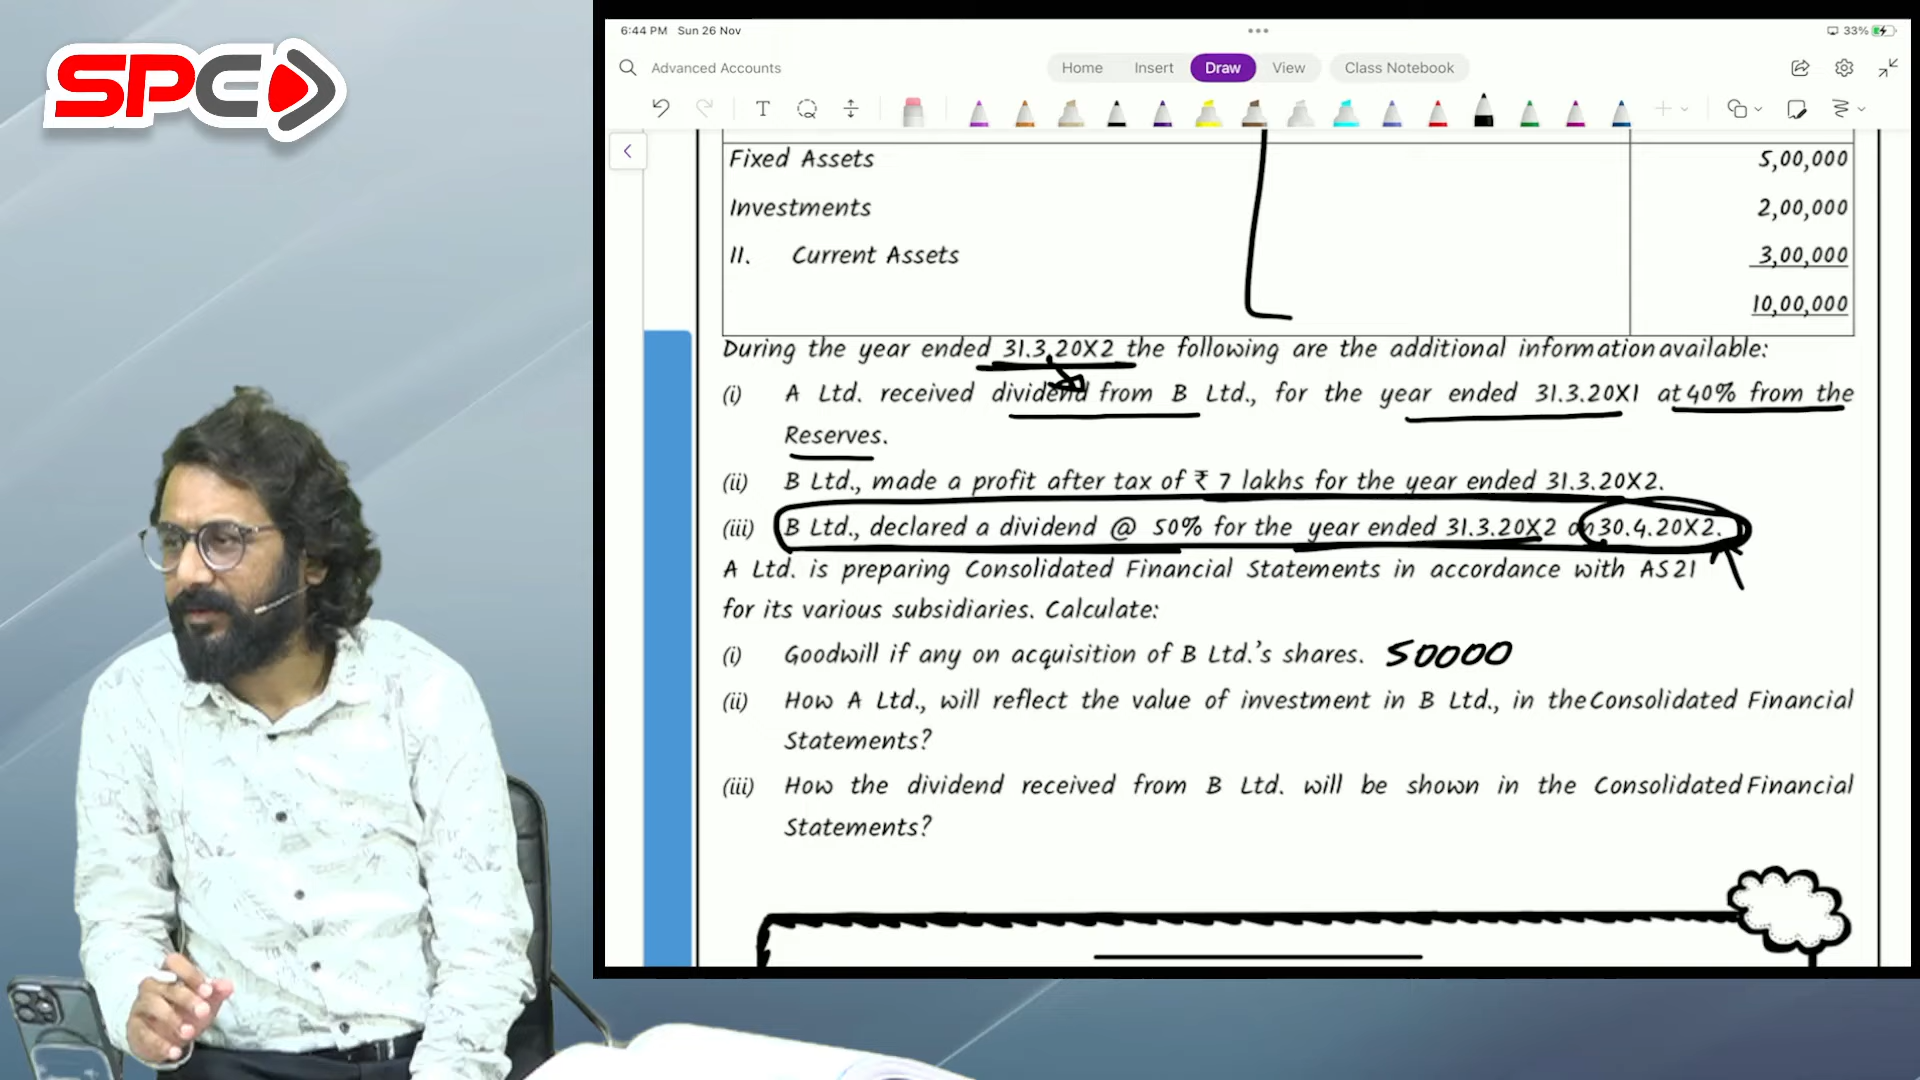 SPC
6:44 PM Sun 26 Nov
33%
Advanced Accounts
Home Insert Draw View Class Notebook
Fixed Assets 5,00,000
Investments 2,00,000
II. Current Assets 3,00,000
10,00,000
During the year ended 31.3.20X2 the following are the additional information available:
(i) A Ltd. received dividend from B Ltd., for the year ended 31.3.20X1 at 40% from the
Reserves.
(ii) B Ltd., made a profit after tax of ₹ 7 lakhs for the year ended 31.3.20X2.
(iii) B Ltd., declared a dividend @ 50% for the year ended 31.3.20X2 on 30.4.20X2.
A Ltd. is preparing Consolidated Financial Statements in accordance with AS 21
for its various subsidiaries. Calculate:
(i) Goodwill if any on acquisition of B Ltd.'s shares. 50000
(ii) How A Ltd., will reflect the value of investment in B Ltd., in the Consolidated Financial
Statements?
(iii) How the dividend received from B Ltd. will be shown in the Consolidated Financial
Statements?